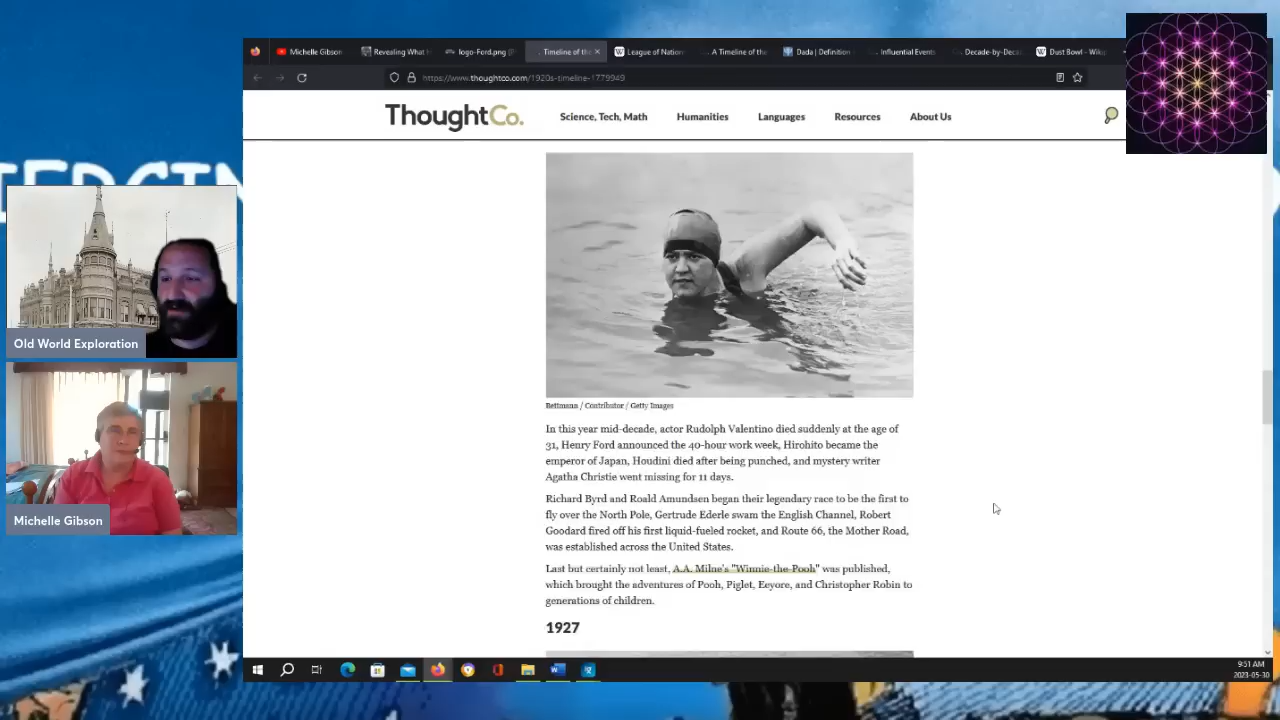 Michelle Gibson
Revealing What H
logo-Ford.png (
Timeline of the
League of Nation
A Timeline of the
Dada | Definition
Influential Events
Decade-by-Deca
Dust Bowl - Wiki
https://www.thoughtco.com/1920s-timeline-1779949
ThoughtCo.
Science, Tech, Math
Humanities
Languages
Resources
About Us
Old World Exploration
Michelle Gibson
Bettmann / Contributor / Getty Images
In this year mid-decade, actor Rudolph Valentino died suddenly at the age of
31, Henry Ford announced the 40-hour work week, Hirohito became the
emperor of Japan, Houdini died after being punched, and mystery writer
Agatha Christie went missing for 11 days.
Richard Byrd and Roald Amundsen began their legendary race to be the first to
fly over the North Pole, Gertrude Ederle swam the English Channel, Robert
Goodard fired off his first liquid-fueled rocket, and Route 66, the Mother Road,
was established across the United States.
Last but certainly not least, A.A. Milne's "Winnie-the-Pooh" was published,
which brought the adventures of Pooh, Piglet, Eeyore, and Christopher Robin to
generations of children.
1927
9:51 AM
2023-05-30